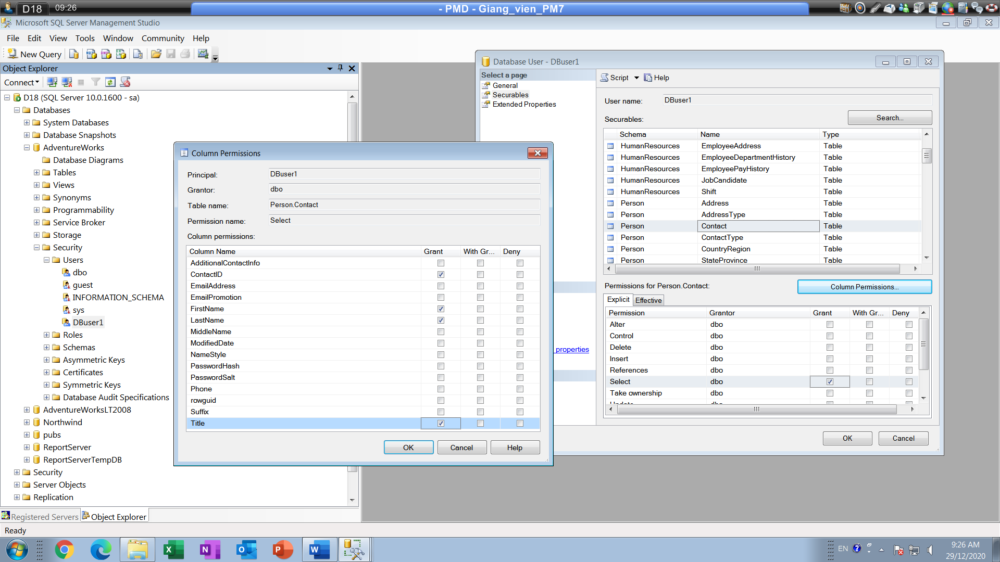 D18 09:26
- PMD - Giang_vien_PM7
Microsoft SQL Server Management Studio
File Edit View Tools Window Community Help
New Query
Object Explorer
Connect
D18 (SQL Server 10.0.1600 - sa)
Databases
System Databases
Database Snapshots
AdventureWorks
Database Diagrams
Tables
Views
Synonyms
Programmability
Service Broker
Storage
Security
Users
dbo
guest
INFORMATION_SCHEMA
sys
DBuser1
Roles
Schemas
Asymmetric Keys
Certificates
Symmetric Keys
Database Audit Specifications
AdventureWorksLT2008
Northwind
pubs
ReportServer
ReportServerTempDB
Security
Server Objects
Replication
Registered Servers Object Explorer
Ready
Column Permissions
Principal: DBuser1
Grantor: dbo
Table name: Person.Contact
Permission name: Select
Column permissions:
Column Name Grant With Gr... Deny
AdditionalContactInfo
ContactID
EmailAddress
EmailPromotion
FirstName
LastName
MiddleName
ModifiedDate
NameStyle
PasswordHash
PasswordSalt
Phone
rowguid
Suffix
Title
OK Cancel Help
Database User - DBuser1
Select a page
General
Securables
Extended Properties
properties
Script Help
User name: DBuser1
Securables: Search...
Schema Name Type
HumanResources EmployeeAddress Table
HumanResources EmployeeDepartmentHistory Table
HumanResources EmployeePayHistory Table
HumanResources JobCandidate Table
HumanResources Shift Table
Person Address Table
Person AddressType Table
Person Contact Table
Person ContactType Table
Person CountryRegion Table
Person StateProvince Table
Permissions for Person.Contact: Column Permissions...
Explicit Effective
Permission Grantor Grant With Gr... Deny
Alter dbo
Control dbo
Delete dbo
Insert dbo
References dbo
Select dbo
Take ownership dbo
Update dbo
OK Cancel
EN
9:26 AM
29/12/2020